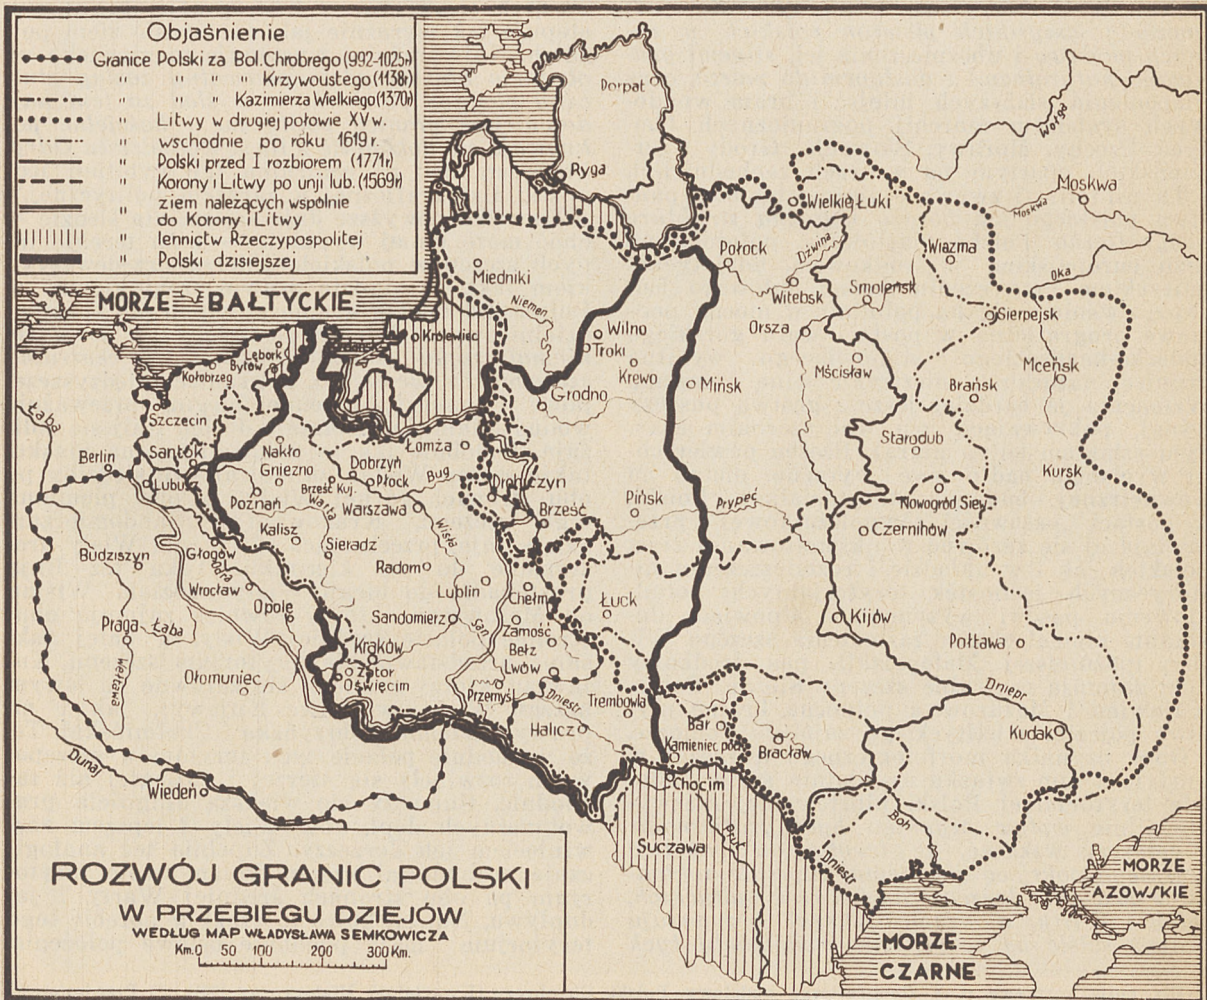 Objaśnienie
Granice Polski za Bol. Chrobrego (992-1025r)
" " " " Krzywoustego (1138r)
" " " Kazimierza Wielkiego (1370r)
" Litwy w drugiej połowie XV w.
" wschodnie po roku 1619 r.
" Polski przed I rozbiorem (1771r)
" Korony i Litwy po unji lub. (1569r)
" ziem należących wspólnie
do Korony i Litwy
" lennictw Rzeczypospolitej
" Polski dzisiejszej
Dorpat
Ryga
Wołga
Moskwa
Moskwa
Wielkie Łuki
Wiazma
Oka
Połock
Dźwina
Witebsk
Smoleńsk
Sierpejsk
Orsza
Miedniki
Niemen
MORZE BAŁTYCKIE
Wilno
Troki
Krewo
Mińsk
Mścisław
Mceńsk
Brańsk
Gdańsk
Królewiec
Lębork
Bytów
Kołobrzeg
Grodno
Łaba
Szczecin
Starodub
Berlin
Santok
Nakło
Gniezno
Łomża
Dobrzyń
Płock
Bug
Kursk
Lubusz
Poznań
Brześć Kuj.
Warta
Warszawa
Drohiczyn
Pińsk
Prypeć
Nowogród Siew.
Brześć
Czernihów
Kalisz
Wisła
Budziszyn
Głogów
Odra
Sieradz
Radom
Wrocław
Lublin
Chełm
Łuck
Opole
Sandomierz
San
Zamość
Kijów
Praga
Łaba
Bełz
Połtawa
Kraków
Lwów
Wełtawa
Ołomuniec
Zator
Oświęcim
Przemyśl
Dniestr
Trembowla
Dniepr
Halicz
Bar
Kamieniec pod.
Bracław
Kudak
Dunaj
Wiedeń
Chocim
Suczawa
Prut
Boh
Dniestr
MORZE
AZOWSKIE
MORZE
CZARNE
ROZWÓJ GRANIC POLSKI
W PRZEBIEGU DZIEJÓW
WEDŁUG MAP WŁADYSŁAWA SEMKOWICZA
Km. 0 50 100 200 300 Km.